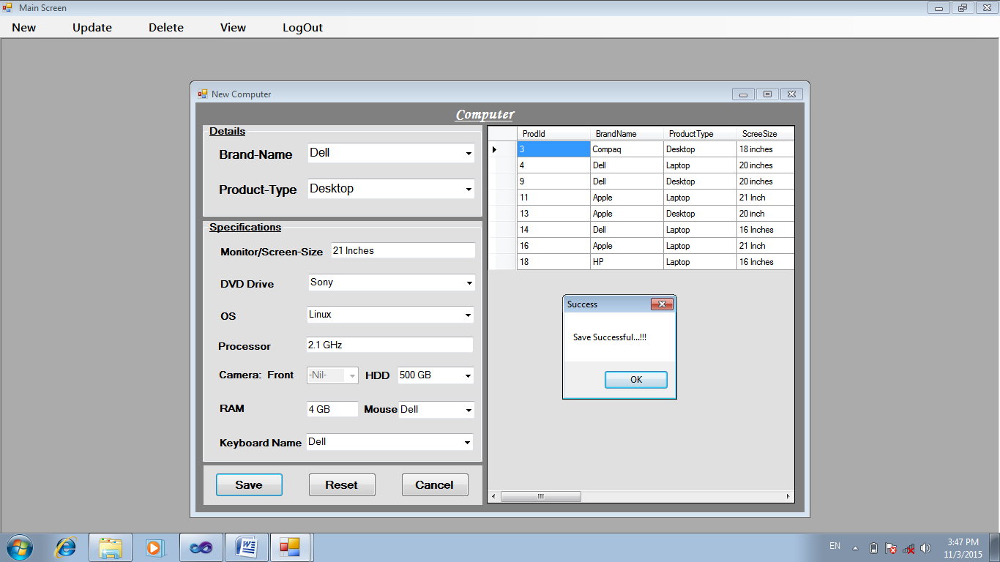 Main Screen
New Update Delete View LogOut
New Computer
Computer
Details
Brand-Name Dell
Product-Type Desktop
Specifications
Monitor/Screen-Size 21 Inches
DVD Drive Sony
OS Linux
Processor 2.1 GHz
Camera: Front -Nil- HDD 500 GB
RAM 4 GB Mouse Dell
Keyboard Name Dell
Save Reset Cancel
ProdId BrandName ProductType ScreeSize
3 Compaq Desktop 18 inches
4 Dell Laptop 20 inches
9 Dell Desktop 20 inches
11 Apple Laptop 21 Inch
13 Apple Desktop 20 inch
14 Dell Laptop 16 Inches
16 Apple Laptop 21 Inch
18 HP Laptop 16 Inches
Success
Save Successful...!!!
OK
EN
3:47 PM
11/3/2015